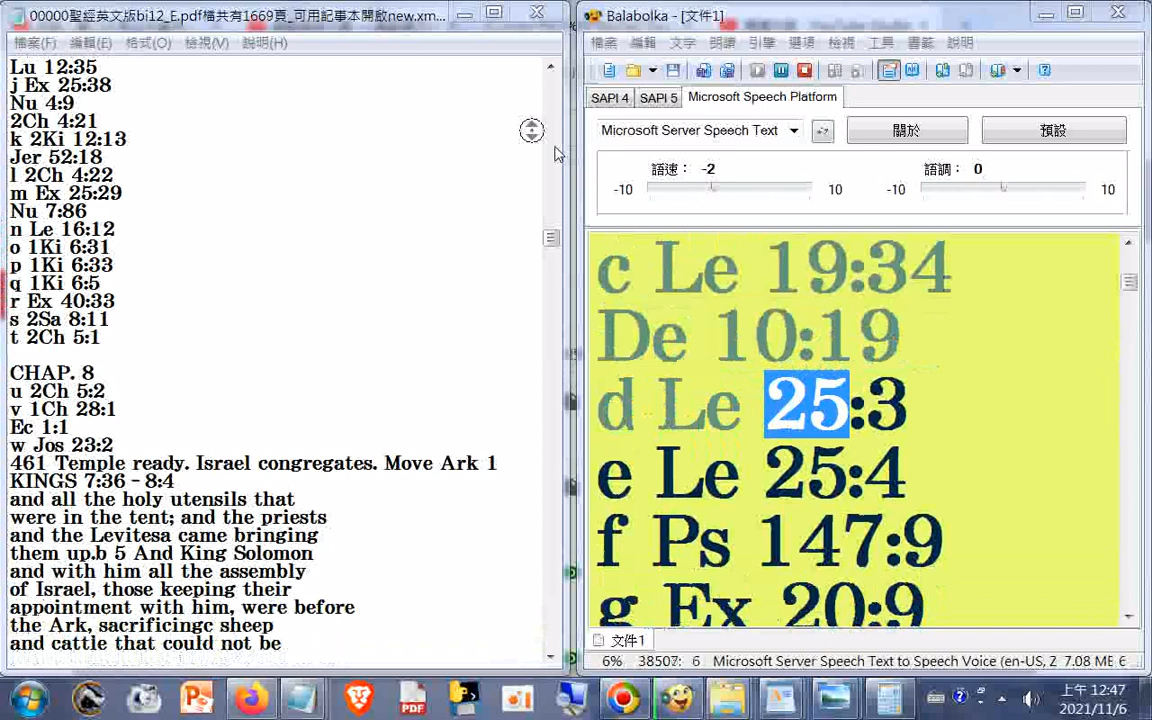 00000聖經英文版bi12_E.pdf檔共有1669頁_可用記事本開啟new.xm...
檔案(F) 編輯(E) 格式(O) 檢視(V) 說明(H)
Lu 12:35
j Ex 25:38
Nu 4:9
2Ch 4:21
k 2Ki 12:13
Jer 52:18
l 2Ch 4:22
m Ex 25:29
Nu 7:86
n Le 16:12
o 1Ki 6:31
p 1Ki 6:33
q 1Ki 6:5
r Ex 40:33
s 2Sa 8:11
t 2Ch 5:1
CHAP. 8
u 2Ch 5:2
v 1Ch 28:1
Ec 1:1
w Jos 23:2
461 Temple ready. Israel congregates. Move Ark 1
KINGS 7:36 - 8:4
and all the holy utensils that
were in the tent; and the priests
and the Levitesa came bringing
them up.b 5 And King Solomon
and with him all the assembly
of Israel, those keeping their
appointment with him, were before
the Ark, sacrificingc sheep
and cattle that could not be
Balabolka - [文件1]
檔案 編輯 文字 朗讀 引擎 選項 檢視 工具 書籤 說明
SAPI 4 SAPI 5 Microsoft Speech Platform
Microsoft Server Speech Text 關於 預設
語速： -2 語調： 0
-10 10 -10 10
c Le 19:34
De 10:19
d Le 25:3
e Le 25:4
f Ps 147:9
g Ex 20:9
文件1
6% 38507: 6 Microsoft Server Speech Text to Speech Voice (en-US, 2 7.08 MB 6
PDF
上午 12:47
2021/11/6